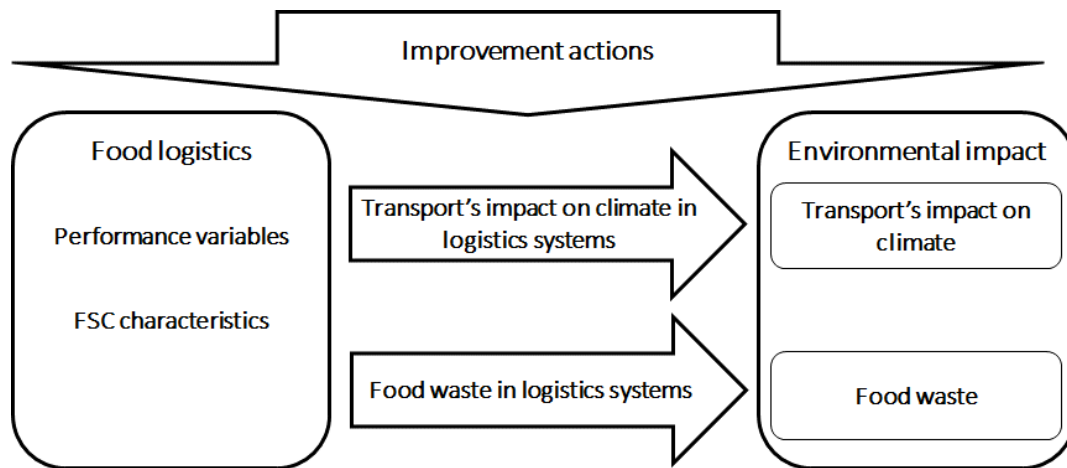 Improvement actions
Food logistics
Performance variables
FSC characteristics
Transport's impact on climate in
logistics systems
Food waste in logistics systems
Environmental impact
Transport's impact on
climate
Food waste